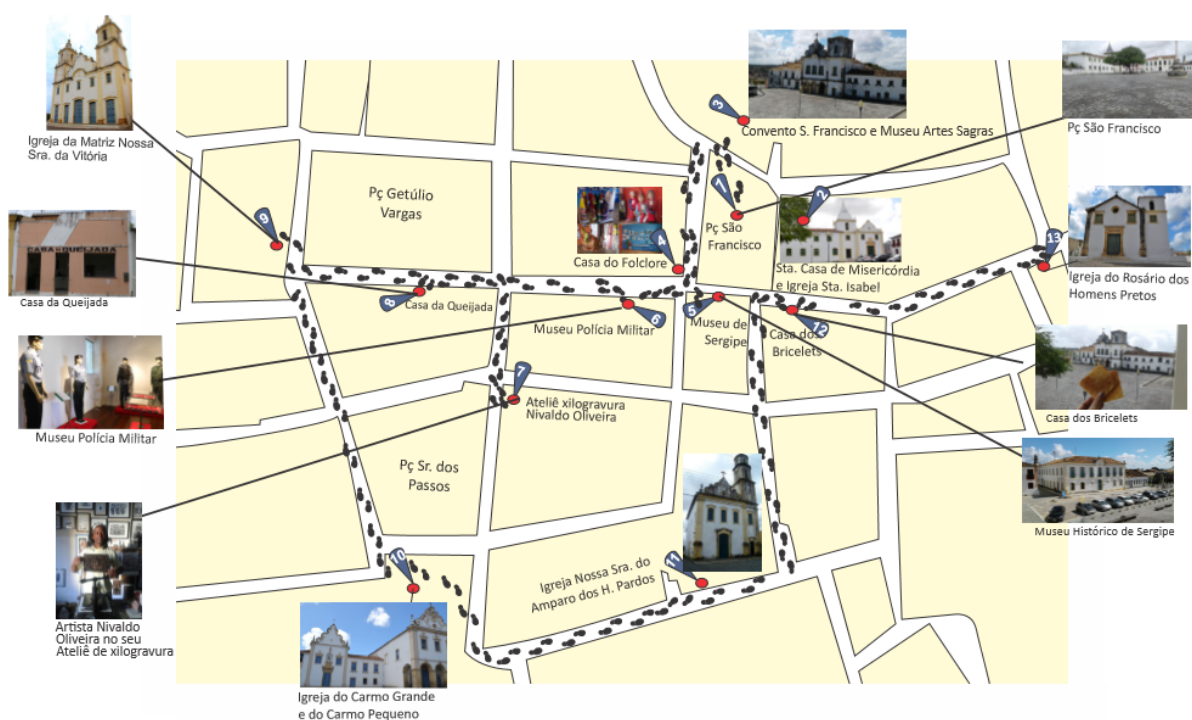 Igreja da Matriz Nossa
Sra. da Vitória
9
Pç Getúlio
Vargas
3
Convento S. Francisco e Museu Artes Sagras
Pç São Francisco
1
Pç São
Francisco
2
Sta. Casa de Misericórdia
e Igreja Sta. Isabel
4
Casa do Folclore
13
Igreja do Rosário dos
Homens Pretos
CASA DA QUEIJADA
Casa da Queijada
8
Casa da Queijada
6
Museu Polícia Militar
5
Museu de
Sergipe
12
Casa dos
Bricelets
Casa dos Bricelets
Museu Polícia Militar
7
Ateliê xilogravura
Nivaldo Oliveira
Pç Sr. dos
Passos
Museu Histórico de Sergipe
Artista Nivaldo
Oliveira no seu
Ateliê de xilogravura
10
Igreja do Carmo Grande
e do Carmo Pequeno
11
Igreja Nossa Sra. do
Amparo dos H. Pardos